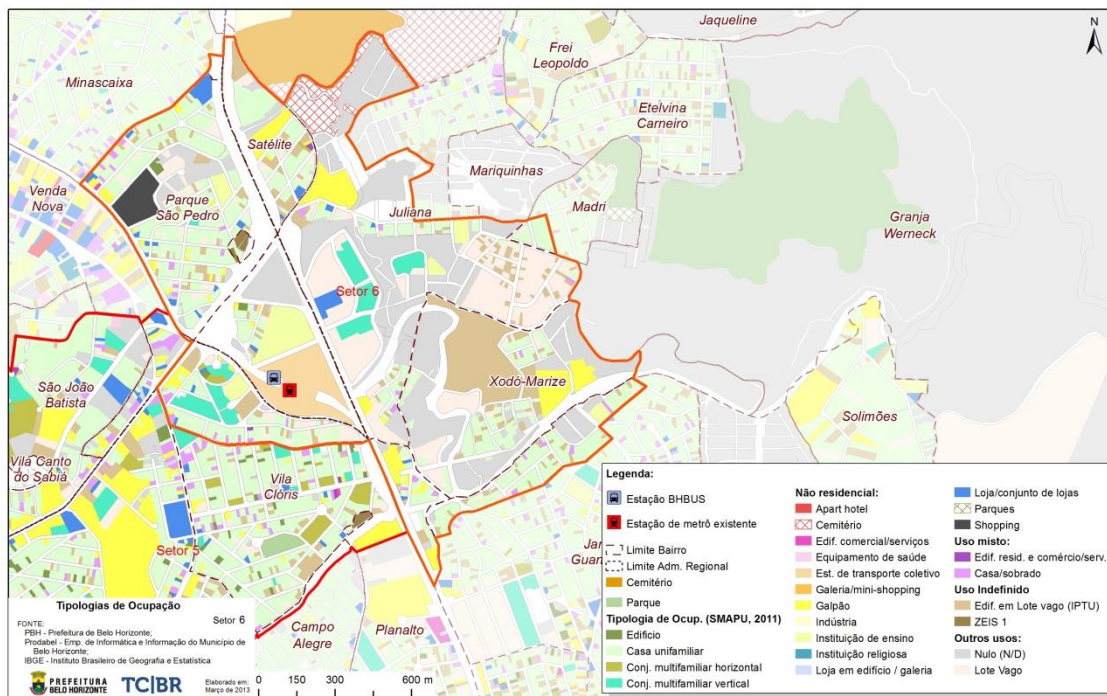 Jaqueline
N
Frei
Leopoldo
Minascaixa
Etelvina
Carneiro
Satélite
Mariquinhas
Venda
Nova
Parque
São Pedro
Juliana
Madri
Granja
Werneck
Setor 6
São João
Batista
Xodó-Marize
Solimões
Vila Canto
do Sabiá
Vila
Clóris
Setor 5
Campo
Alegre
Planalto
Legenda:
Estação BHBUS
Estação de metrô existente
Limite Bairro
Limite Adm. Regional
Cemitério
Parque
Tipologia de Ocup. (SMAPU, 2011)
Edificio
Casa unifamiliar
Conj. multifamiliar horizontal
Conj. multifamiliar vertical
Não residencial:
Apart hotel
Cemitério
Edif. comercial/serviços
Equipamento de saúde
Est. de transporte coletivo
Galeria/mini-shopping
Galpão
Indústria
Instituição de ensino
Instituição religiosa
Loja em edifício / galeria
Loja/conjunto de lojas
Parques
Shopping
Uso misto:
Edif. resid. e comércio/serv.
Casa/sobrado
Uso Indefinido
Edif. em Lote vago (IPTU)
ZEIS 1
Outros usos:
Nulo (N/D)
Lote Vago
Tipologias de Ocupação
Setor 6
FONTE:
PBH - Prefeitura de Belo Horizonte;
Prodabel - Emp. de Informática e Informação do Município de
Belo Horizonte;
IBGE - Instituto Brasileiro de Geografia e Estatística
PREFEITURA
BELO HORIZONTE
TC|BR
Elaborado em:
Março de 2013
0 150 300 600 m